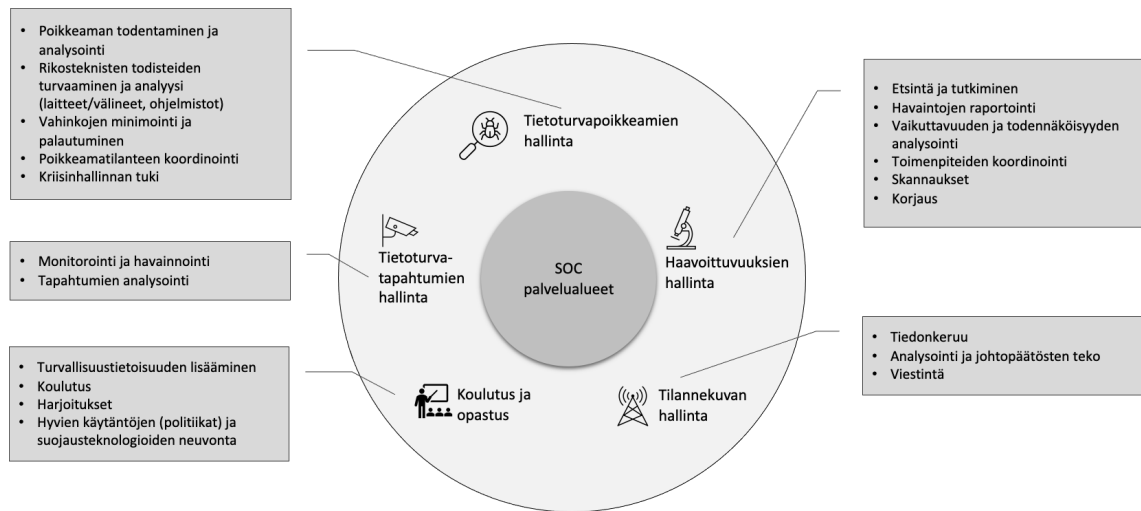 • Poikkeaman todentaminen ja
analysointi
• Rikosteknisten todisteiden
turvaaminen ja analyysi
(laitteet/välineet, ohjelmistot)
• Vahinkojen minimointi ja
palautuminen
• Poikkeamatilanteen koordinointi
• Kriisinhallinnan tuki
• Monitorointi ja havainnointi
• Tapahtumien analysointi
• Turvallisuustietoisuuden lisääminen
• Koulutus
• Harjoitukset
• Hyvien käytäntöjen (politiikat) ja
suojausteknologioiden neuvonta
Tietoturvapoikkeamien
hallinta
Tietoturva-
tapahtumien
hallinta
SOC
palvelualueet
Haavoittuvuuksien
hallinta
Koulutus ja
opastus
Tilannekuvan
hallinta
• Etsintä ja tutkiminen
• Havaintojen raportointi
• Vaikuttavuuden ja todennäköisyyden
analysointi
• Toimenpiteiden koordinointi
• Skannaukset
• Korjaus
• Tiedonkeruu
• Analysointi ja johtopäätösten teko
• Viestintä